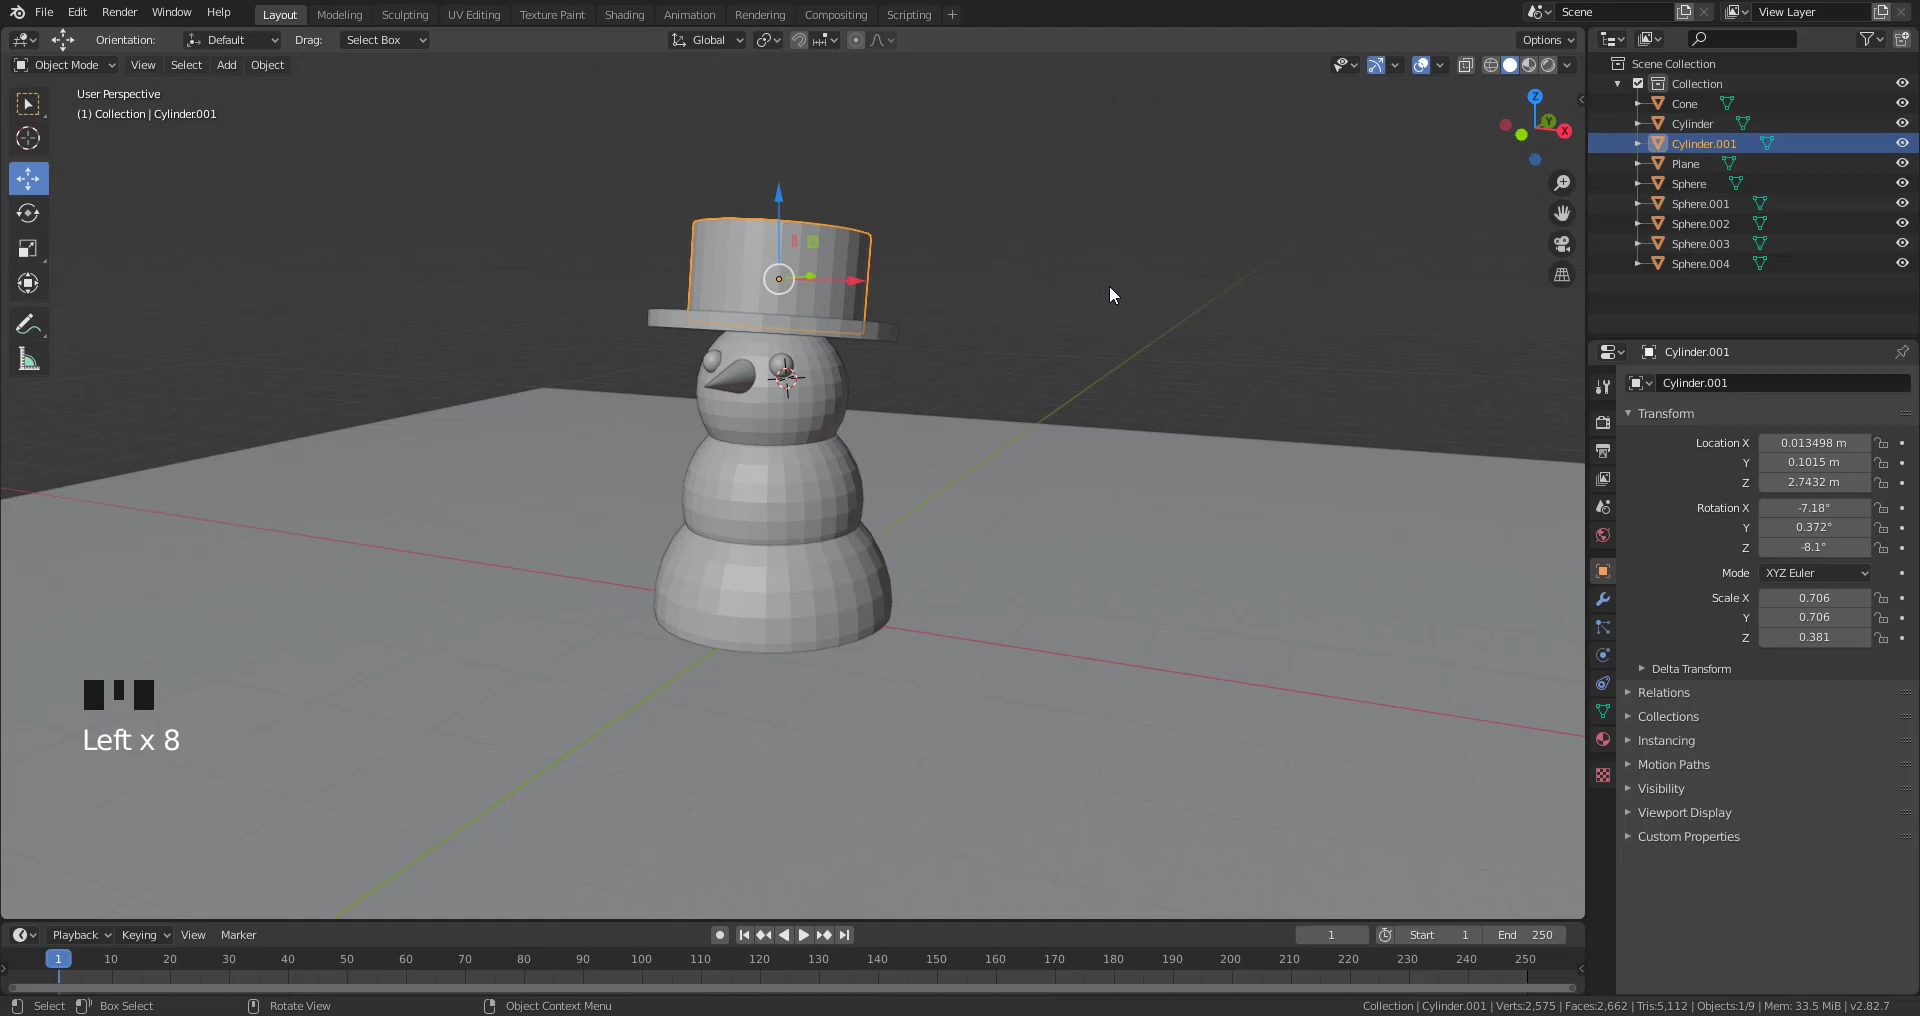 File Edit Render Window Help Layout Modeling Sculpting UV Editing Texture Paint Shading Animation Rendering Compositing Scripting + Scene View Layer
Orientation: Default Drag: Select Box Global Options
Object Mode View Select Add Object
User Perspective
(1) Collection | Cylinder.001
Z
Y
X
Scene Collection
Collection
Cone
Cylinder
Cylinder.001
Plane
Sphere
Sphere.001
Sphere.002
Sphere.003
Sphere.004
Cylinder.001
Cylinder.001
Transform
Location X 0.013498 m
Y 0.1015 m
Z 2.7432 m
Rotation X -7.18°
Y 0.372°
Z -8.1°
Mode XYZ Euler
Scale X 0.706
Y 0.706
Z 0.381
Delta Transform
Relations
Collections
Instancing
Motion Paths
Visibility
Viewport Display
Custom Properties
Left x 8
Playback Keying View Marker 1 Start 1 End 250
1 10 20 30 40 50 60 70 80 90 100 110 120 130 140 150 160 170 180 190 200 210 220 230 240 250
Select Box Select Rotate View Object Context Menu Collection | Cylinder.001 | Verts:2,575 | Faces:2,662 | Tris:5,112 | Objects:1/9 | Mem: 33.5 MiB | v2.82.7